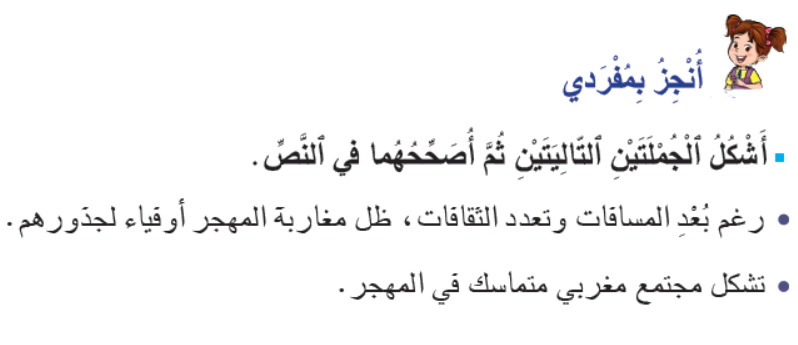 أُنْجِزُ بِمُفْرَدي
▪ أَشْكُلُ ٱلْجُمْلَتَيْنِ ٱلتّالِيَتَيْنِ ثُمَّ أُصَحِّحُهُما في ٱلنَّصِّ.
• رغم بُعْدِ المسافات وتعدد الثقافات، ظل مغاربة المهجر أوفياء لجذورهم.
• تشكل مجتمع مغربي متماسك في المهجر.